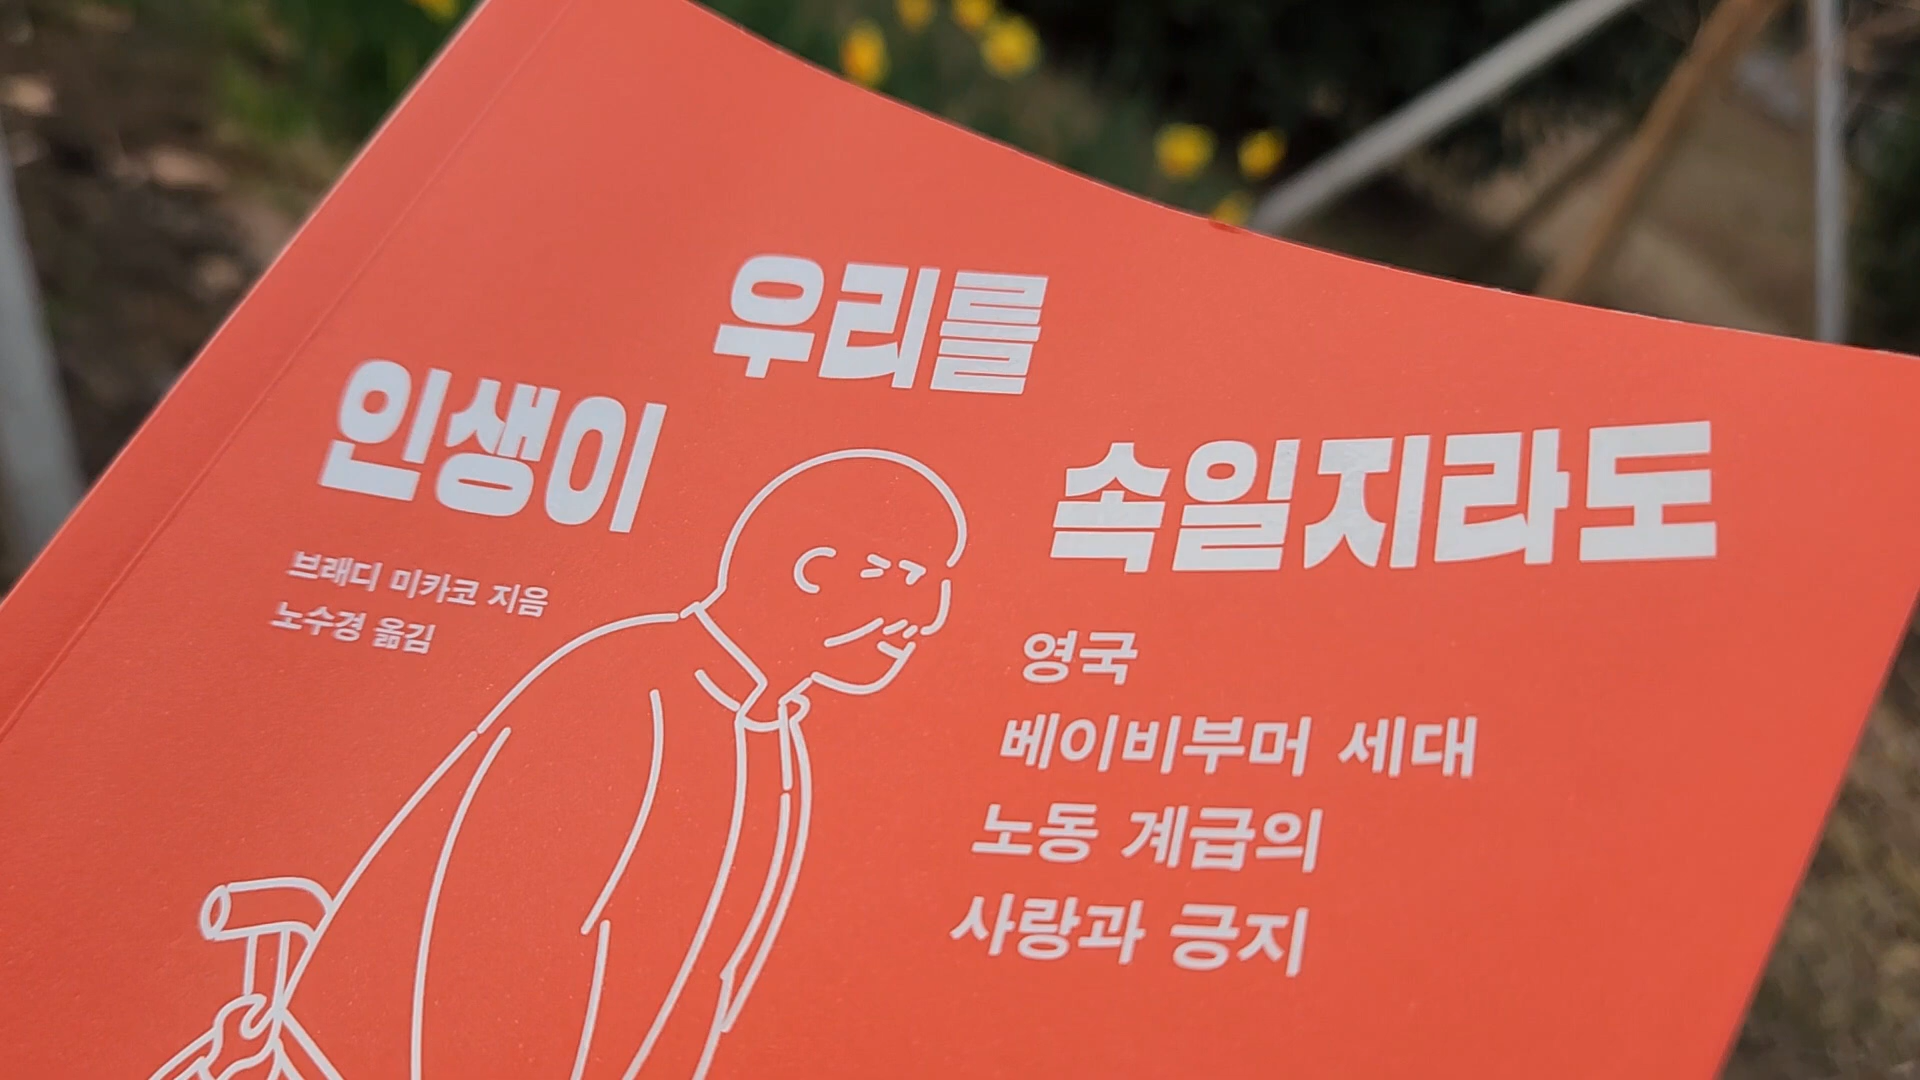 인생이
우리를
속일지라도
브래디 미카코 지음
노수경 옮김
영국
베이비부머 세대
노동 계급의
사랑과 긍지